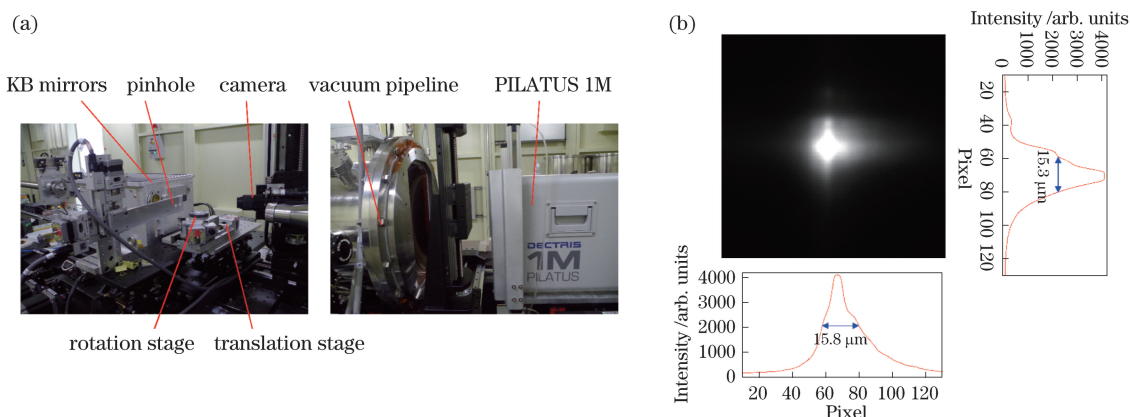 (a)
KB mirrors pinhole camera vacuum pipeline PILATUS 1M
DECTRIS
1M
PILATUS
rotation stage translation stage
(b)
Intensity /arb. units
0 1000 2000 3000 4000
20
40
60
80
100
120
Pixel
15.3 μm
Intensity /arb. units
4000
3000
2000
1000
0
15.8 μm
20 40 60 80 100 120
Pixel